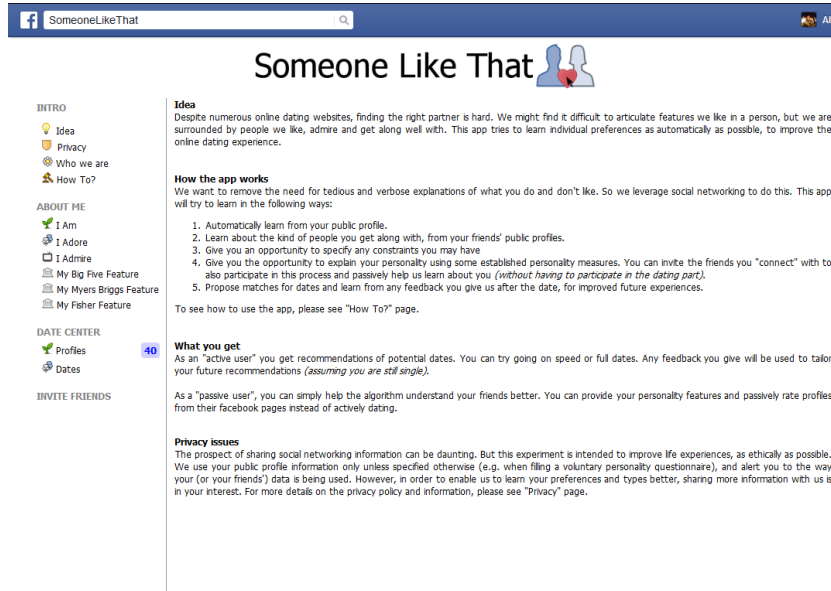 SomeoneLikeThat
Al
Someone Like That
INTRO
Idea
Privacy
Who we are
How To?
ABOUT ME
I Am
I Adore
I Admire
My Big Five Feature
My Myers Briggs Feature
My Fisher Feature
DATE CENTER
Profiles 40
Dates
INVITE FRIENDS
Idea
Despite numerous online dating websites, finding the right partner is hard. We might find it difficult to articulate features we like in a person, but we are
surrounded by people we like, admire and get along well with. This app tries to learn individual preferences as automatically as possible, to improve the
online dating experience.
How the app works
We want to remove the need for tedious and verbose explanations of what you do and don't like. So we leverage social networking to do this. This app
will try to learn in the following ways:
1. Automatically learn from your public profile.
2. Learn about the kind of people you get along with, from your friends' public profiles.
3. Give you an opportunity to specify any constraints you may have
4. Give you the opportunity to explain your personality using some established personality measures. You can invite the friends you "connect" with to
also participate in this process and passively help us learn about you (without having to participate in the dating part).
5. Propose matches for dates and learn from any feedback you give us after the date, for improved future experiences.
To see how to use the app, please see "How To?" page.
What you get
As an "active user" you get recommendations of potential dates. You can try going on speed or full dates. Any feedback you give will be used to tailor
your future recommendations (assuming you are still single).
As a "passive user", you can simply help the algorithm understand your friends better. You can provide your personality features and passively rate profiles
from their facebook pages instead of actively dating.
Privacy issues
The prospect of sharing social networking information can be daunting. But this experiment is intended to improve life experiences, as ethically as possible.
We use your public profile information only unless specified otherwise (e.g. when filling a voluntary personality questionnaire), and alert you to the way
your (or your friends') data is being used. However, in order to enable us to learn your preferences and types better, sharing more information with us is
in your interest. For more details on the privacy policy and information, please see "Privacy" page.